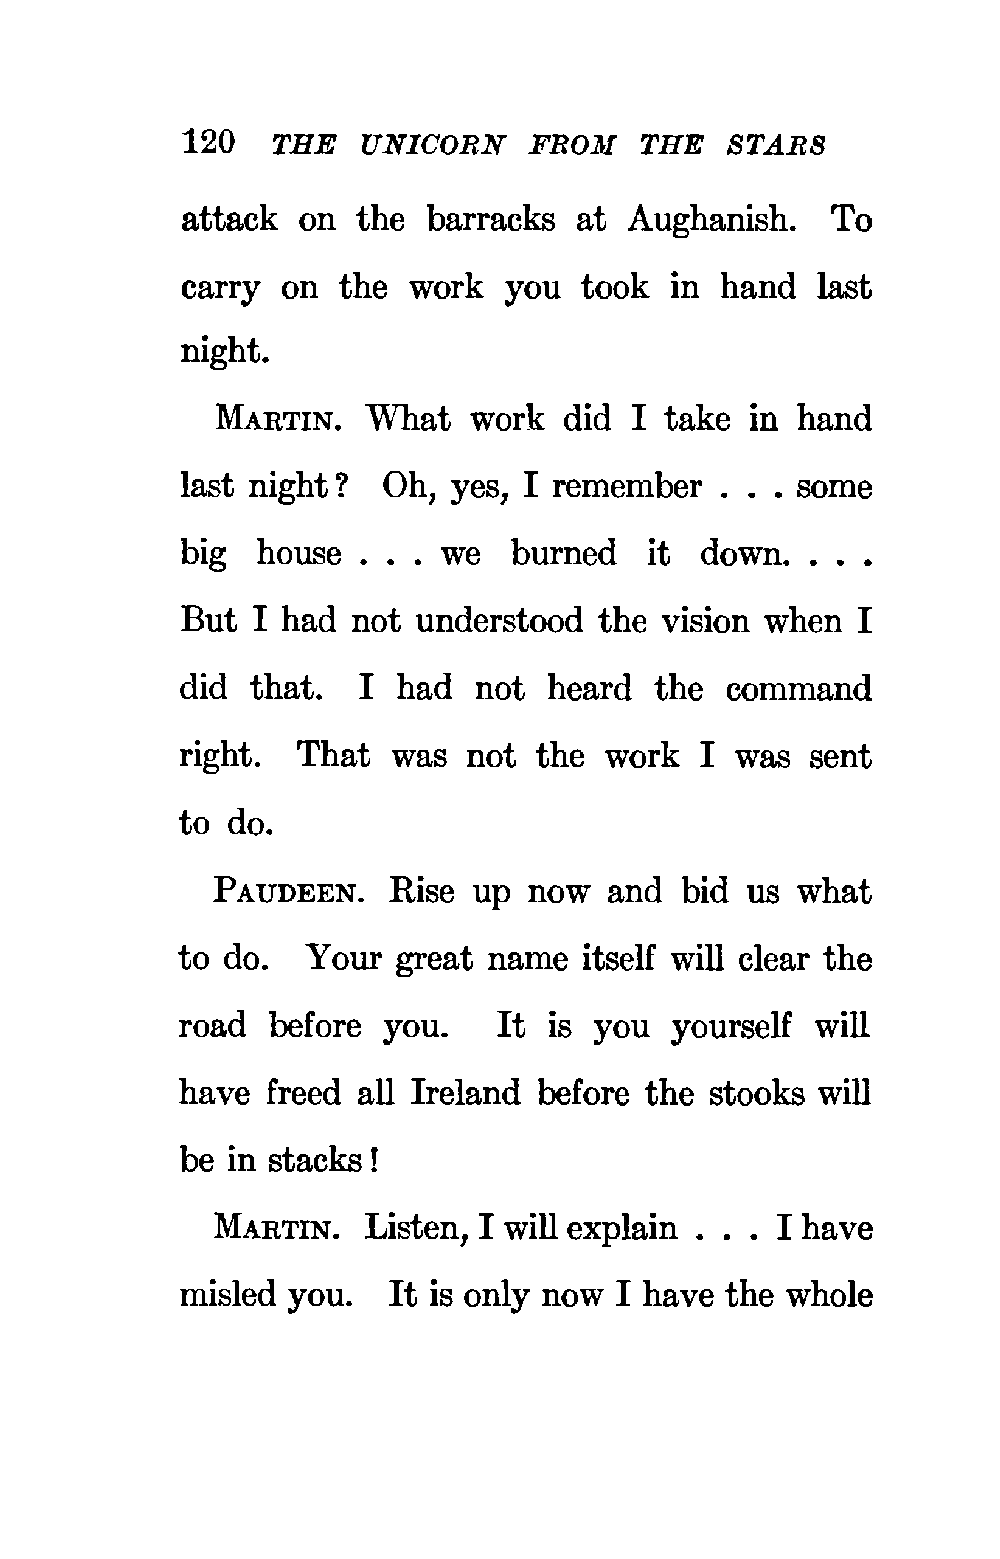 120 THE UNICORN FROM THE STARS
attack on the barracks at Aughanish. To
carry on the work you took in hand last
night.
MARTIN. What work did I take in hand
last night? Oh, yes, I remember . . . some
big house . . . we burned it down. . . .
But I had not understood the vision when I
did that. I had not heard the command
right. That was not the work I was sent
to do.
PAUDEEN. Rise up now and bid us what
to do. Your great name itself will clear the
road before you. It is you yourself will
have freed all Ireland before the stooks will
be in stacks!
MARTIN. Listen, I will explain . . . I have
misled you. It is only now I have the whole